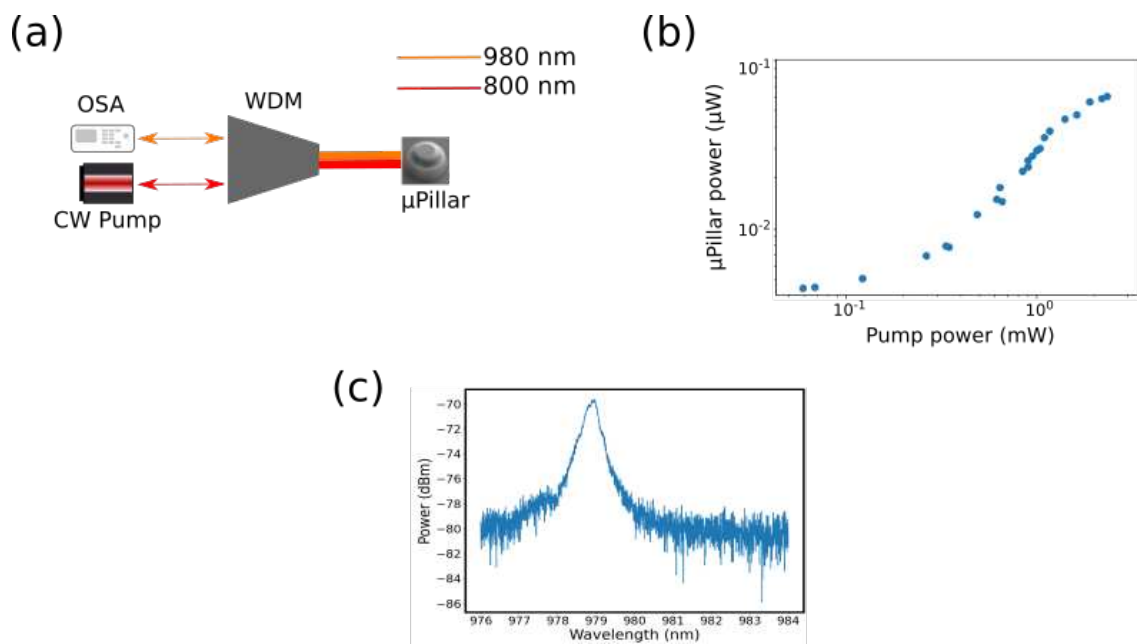 (a)
980 nm
800 nm
OSA
WDM
CW Pump
μPillar
(b)
10⁻¹
10⁻²
μPillar power (μW)
10⁻¹
10⁰
Pump power (mW)
(c)
−70
−72
−74
−76
−78
−80
−82
−84
−86
Power (dBm)
976 977 978 979 980 981 982 983 984
Wavelength (nm)